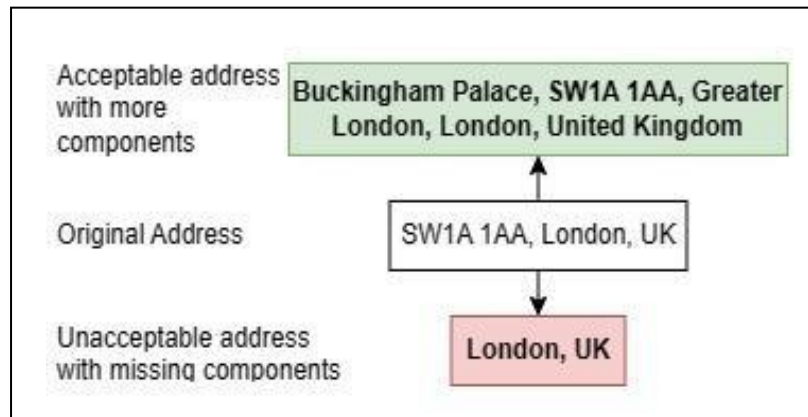 Acceptable address
with more
components
Buckingham Palace, SW1A 1AA, Greater
London, London, United Kingdom
Original Address
SW1A 1AA, London, UK
Unacceptable address
with missing components
London, UK